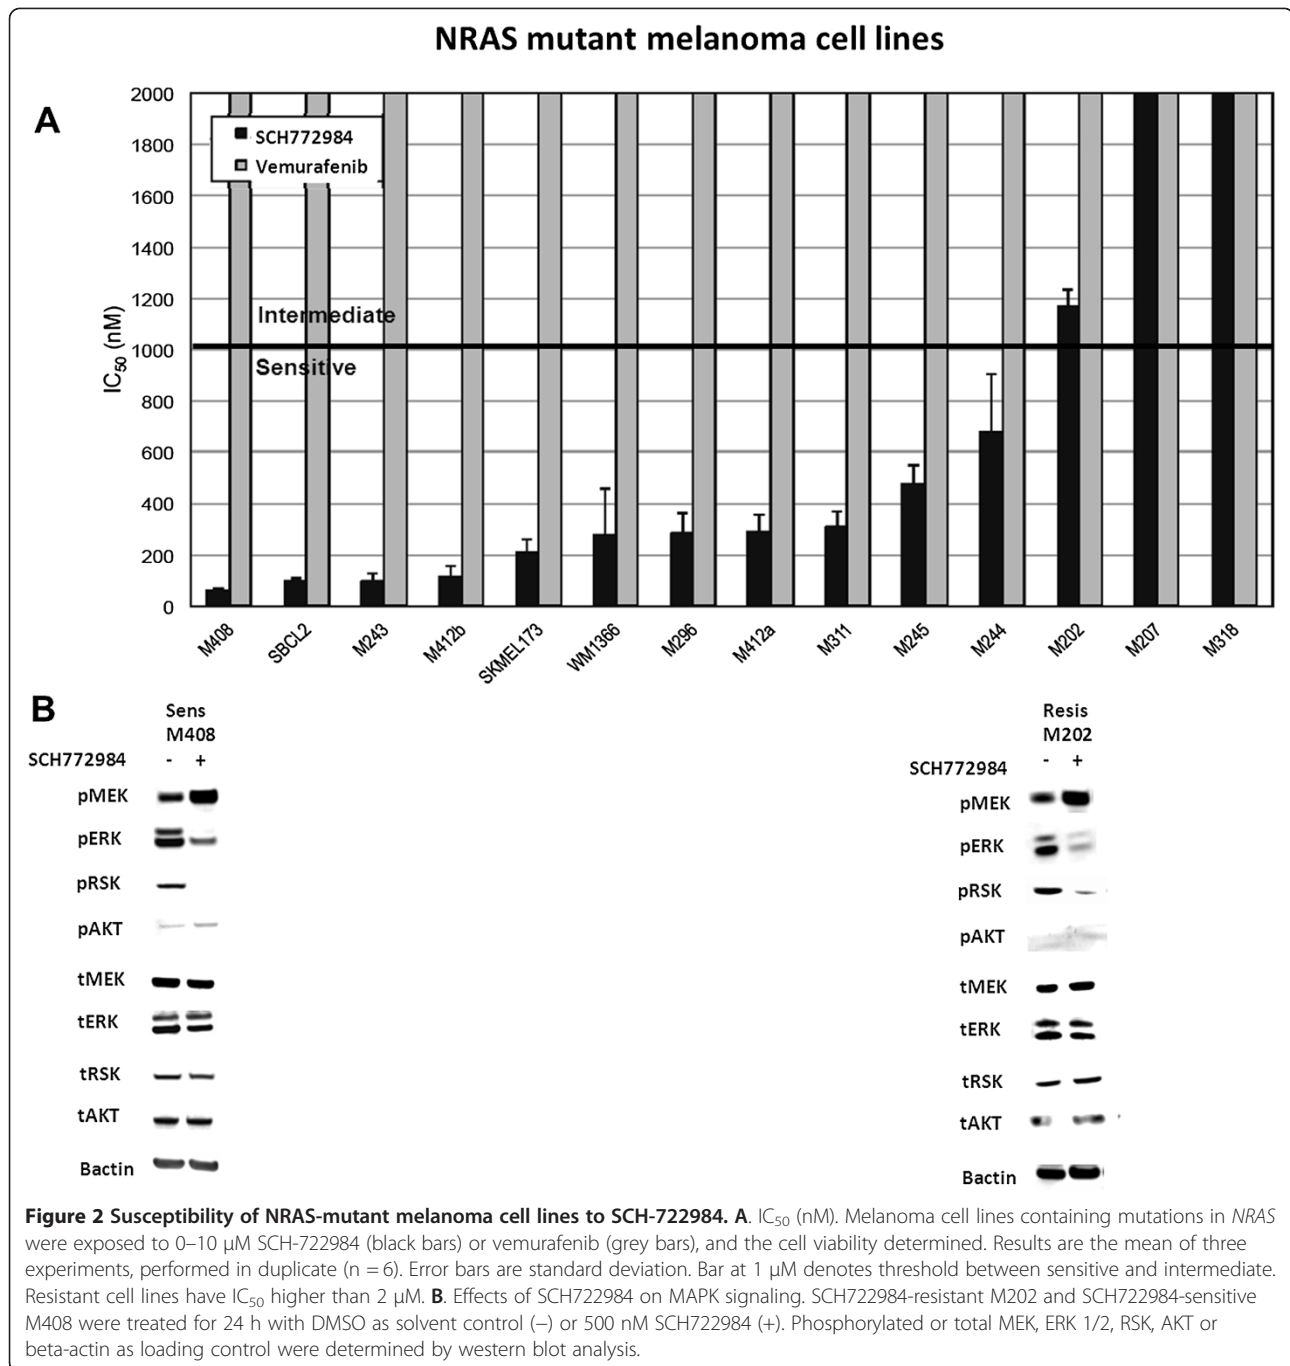 NRAS mutant melanoma cell lines
A
2000
1800
1600
1400
1200
1000
800
600
400
200
0
IC50 (nM)
SCH772984
Vemurafenib
Intermediate
Sensitive
M408
SBCL2
M243
M412b
SKMEL173
WM1366
M296
M412a
M311
M245
M244
M202
M207
M318
B
Sens
M408
SCH772984 - +
pMEK
pERK
pRSK
pAKT
tMEK
tERK
tRSK
tAKT
Bactin
Resis
M202
SCH772984 - +
pMEK
pERK
pRSK
pAKT
tMEK
tERK
tRSK
tAKT
Bactin
Figure 2 Susceptibility of NRAS-mutant melanoma cell lines to SCH-722984. A. IC50 (nM). Melanoma cell lines containing mutations in NRAS
were exposed to 0–10 μM SCH-722984 (black bars) or vemurafenib (grey bars), and the cell viability determined. Results are the mean of three
experiments, performed in duplicate (n = 6). Error bars are standard deviation. Bar at 1 μM denotes threshold between sensitive and intermediate.
Resistant cell lines have IC50 higher than 2 μM. B. Effects of SCH722984 on MAPK signaling. SCH722984-resistant M202 and SCH722984-sensitive
M408 were treated for 24 h with DMSO as solvent control (−) or 500 nM SCH722984 (+). Phosphorylated or total MEK, ERK 1/2, RSK, AKT or
beta-actin as loading control were determined by western blot analysis.